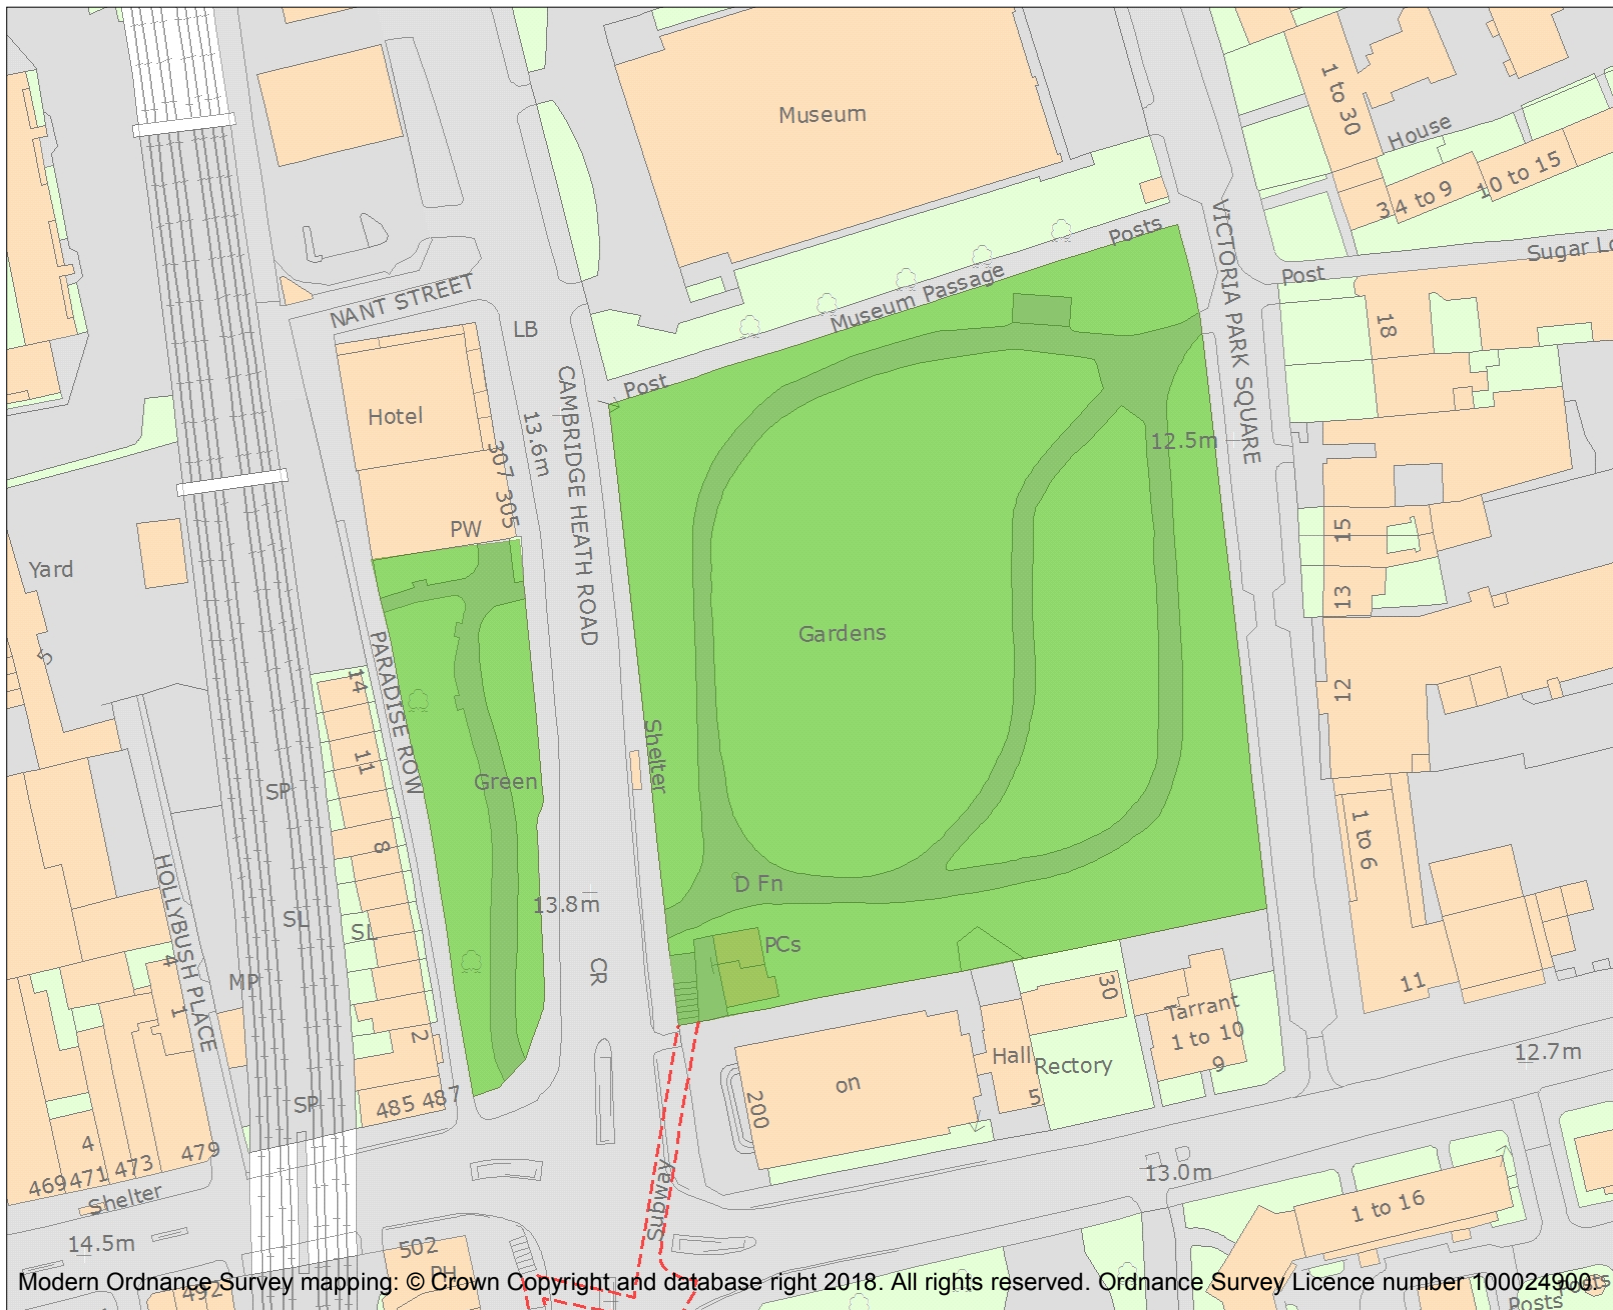 Museum
1 to 30
House
3
4 to 9
10 to 15
Posts
Museum Passage
Post
VICTORIA PARK SQUARE
Post
NANT STREET
LB
CAMBRIDGE HEATH ROAD
13.6m
Hotel
307
305
PW
18
12.5m
15
13
12
Yard
5
Gardens
PARADISE ROW
14
11
8
2
Green
Shelter
SP
SL
SL
MP
SP
HOLLYBUSH PLACE
4
1
D Fn
PCs
13.8m
CR
1 to 6
11
30
Tarrant
1 to 10
9
Hall
Rectory
5
on
200
12.7m
13.0m
485
487
4
469
471
473
479
Shelter
14.5m
Subway
502
PH
492
1 to 16
Posts
Posts
Modern Ordnance Survey mapping: © Crown Copyright and database right 2018. All rights reserved. Ordnance Survey Licence number 100024900.